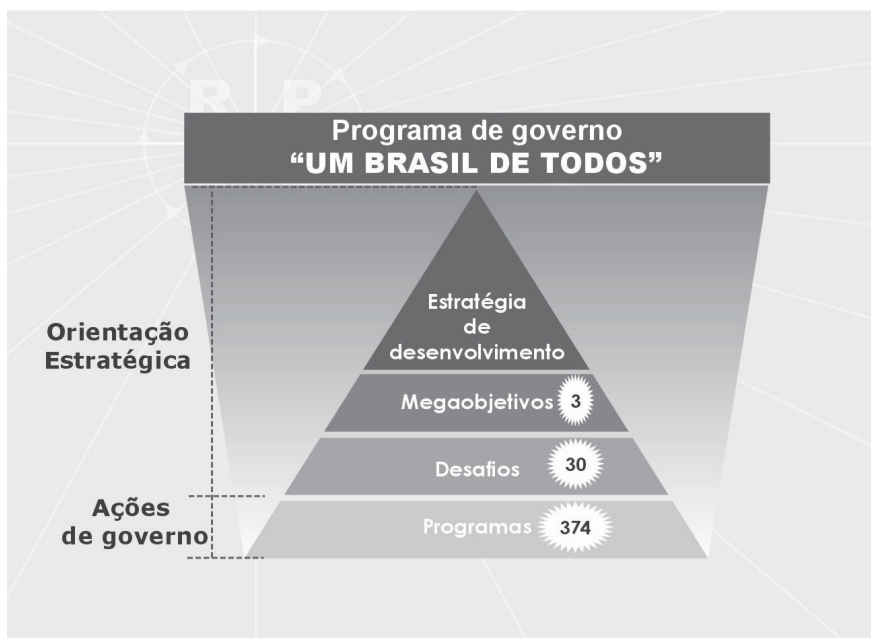 R P
Programa de governo
“UM BRASIL DE TODOS”
Estratégia
de
desenvolvimento
Orientação
Estratégica
Megaobjetivos 3
Desafios 30
Ações
de governo
Programas 374